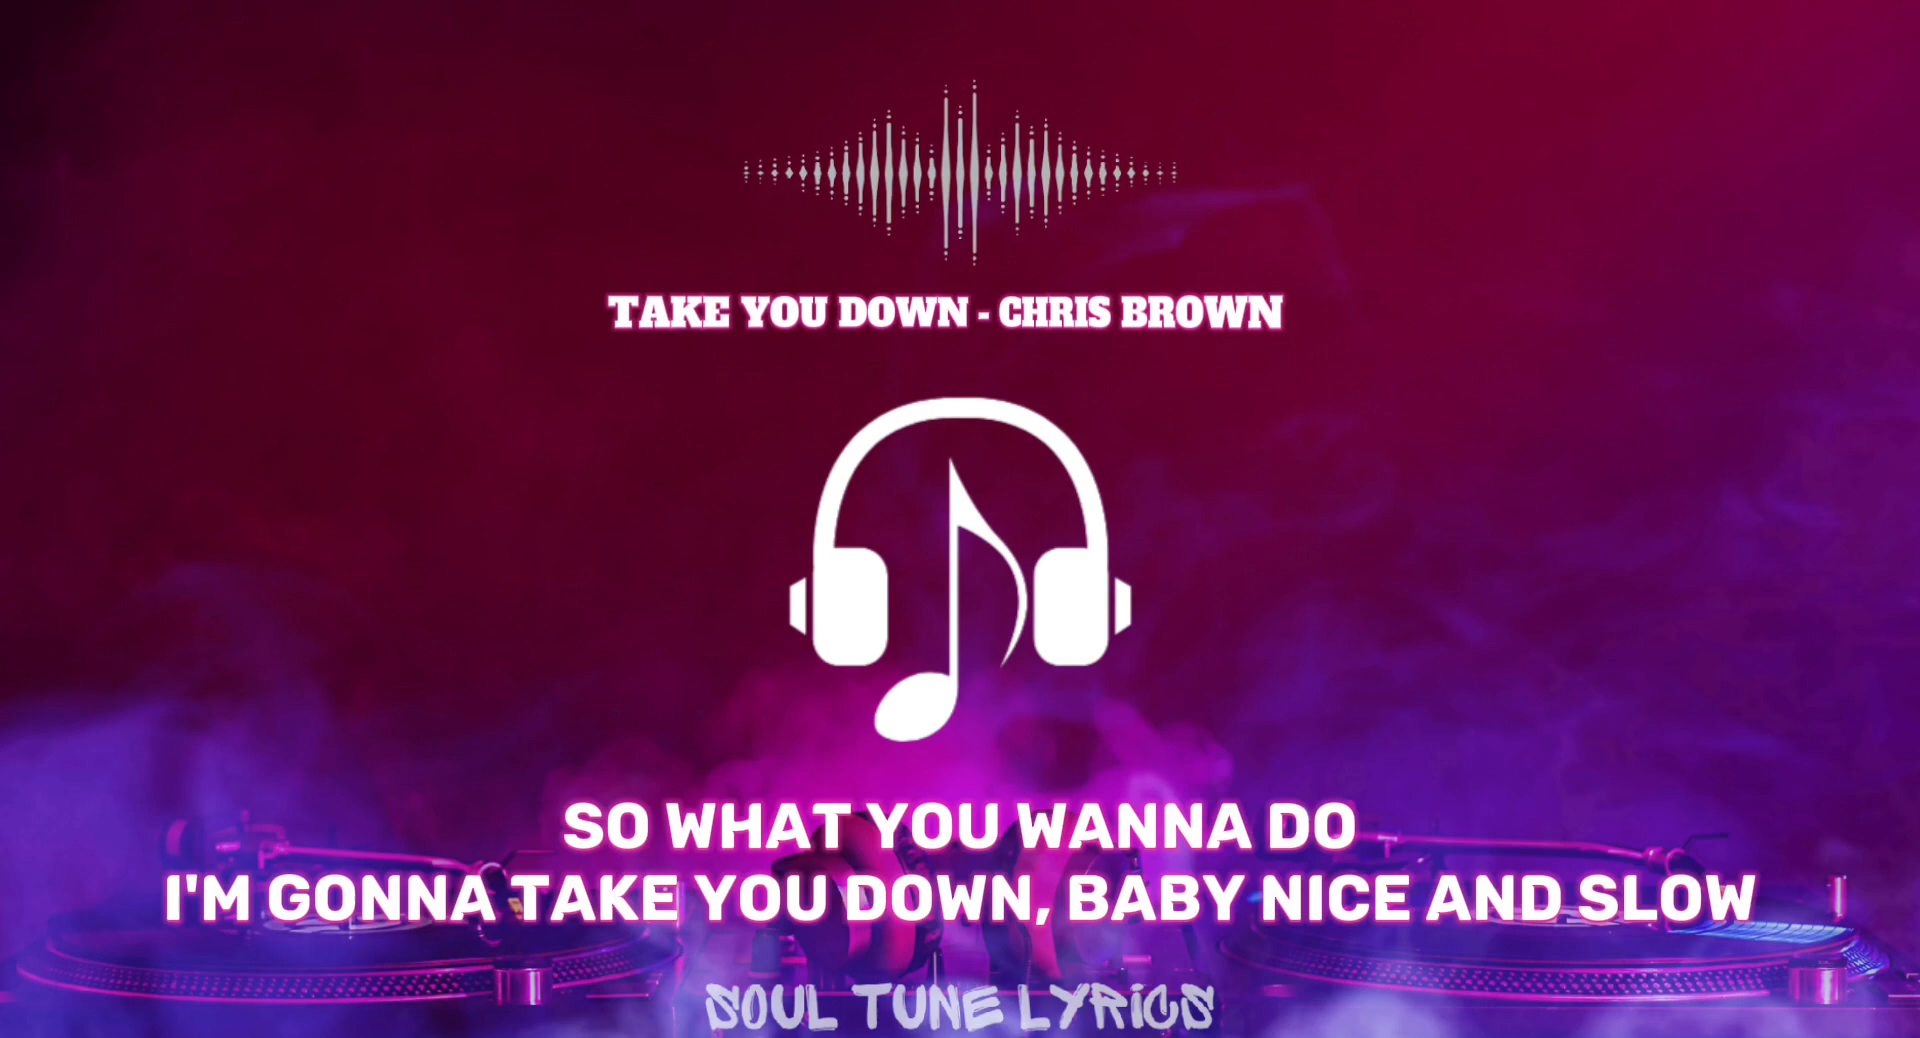 TAKE YOU DOWN - CHRIS BROWN
SO WHAT YOU WANNA DO
I'M GONNA TAKE YOU DOWN, BABY NICE AND SLOW
SOUL TUNE LYRICS